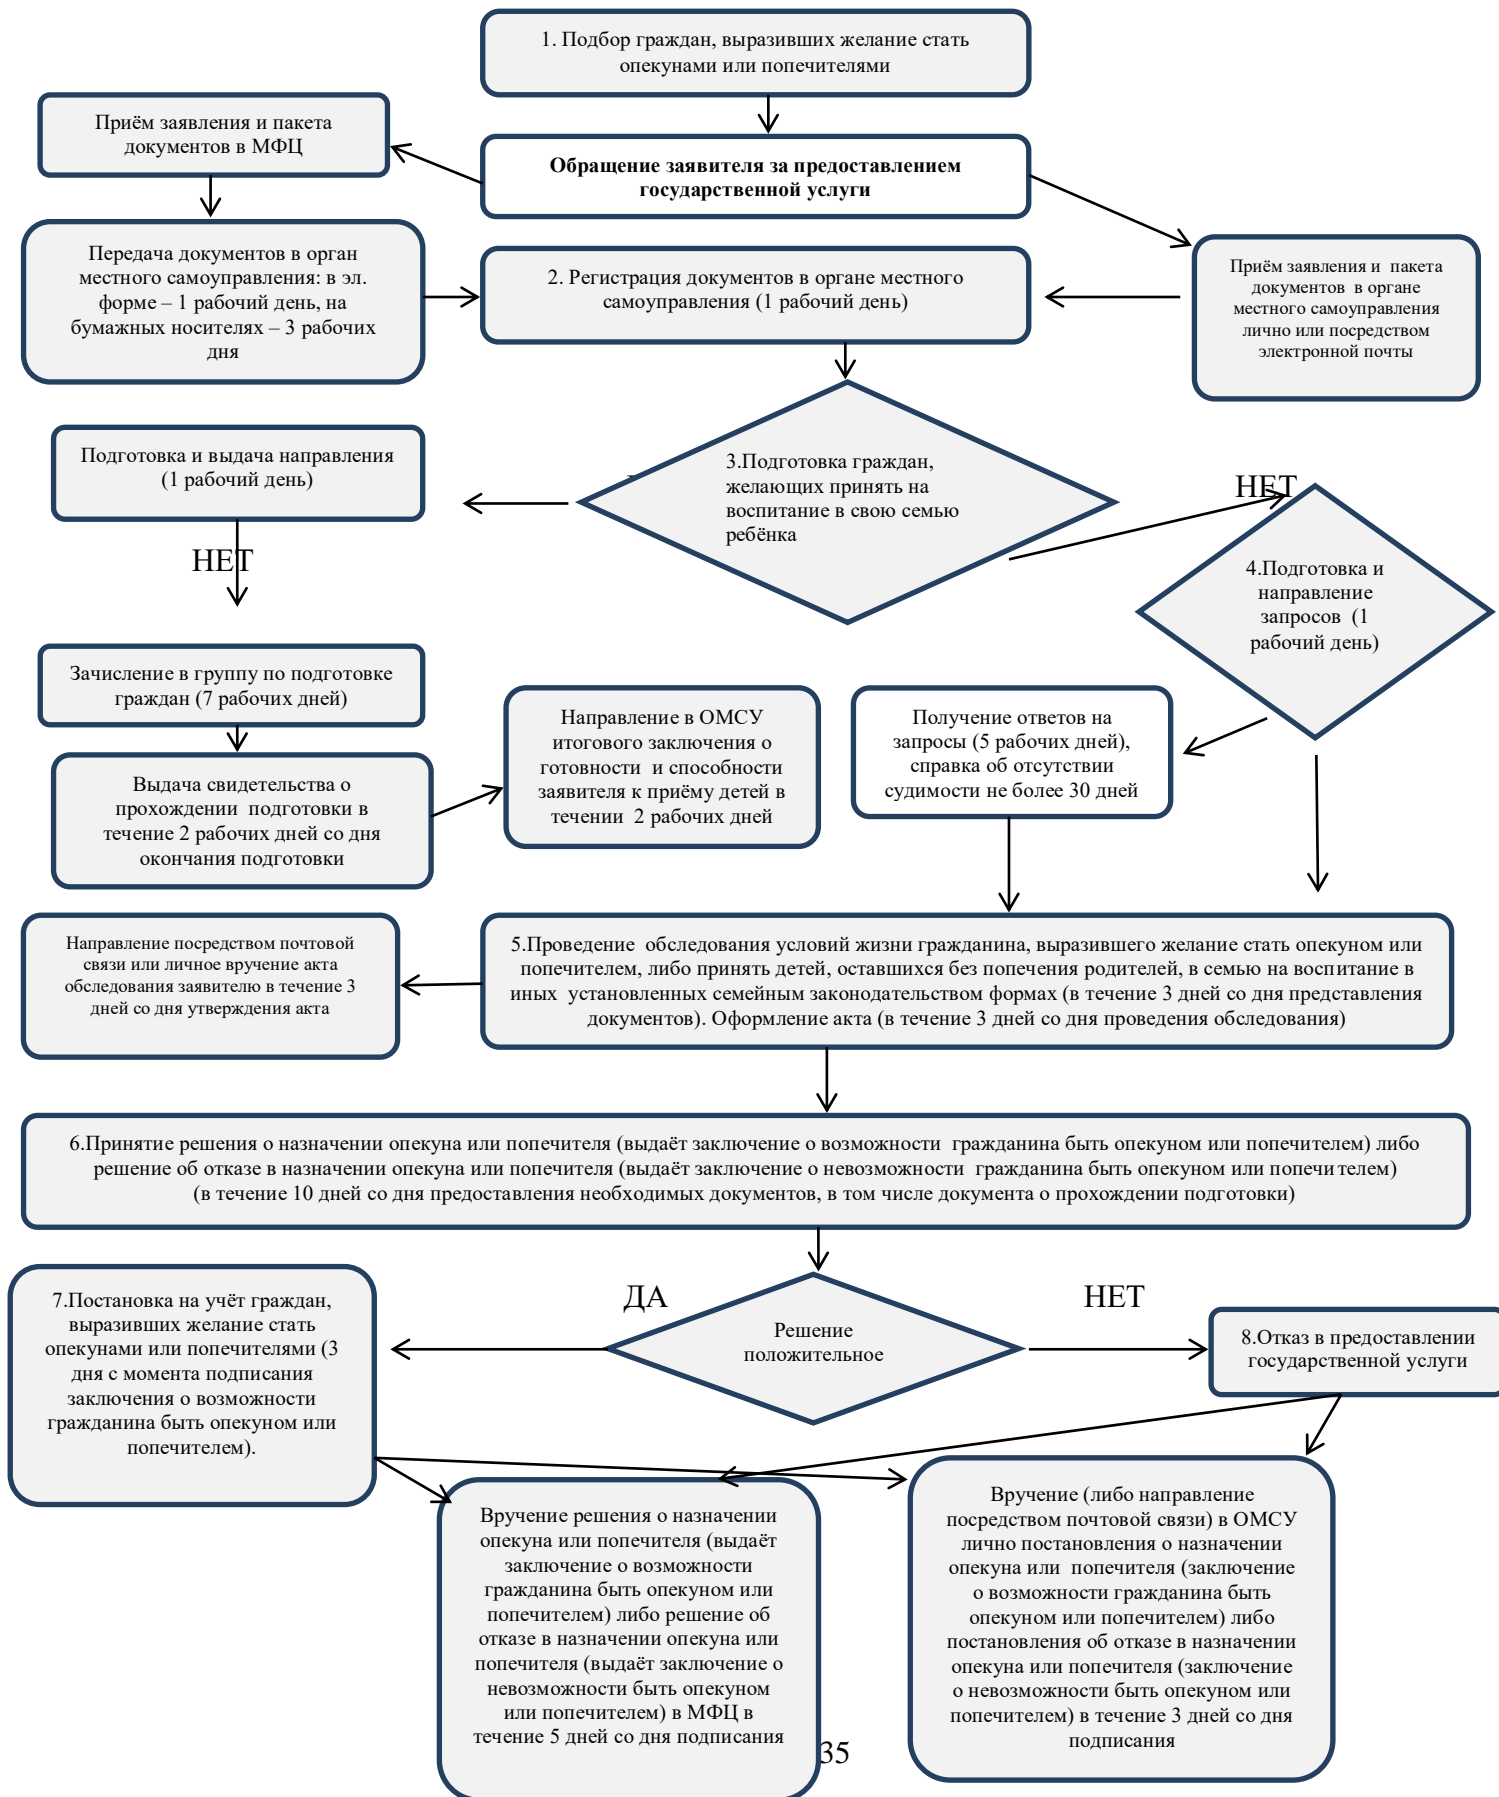 1. Подбор граждан, выразивших желание стать
опекунами или попечителями
Приём заявления и пакета
документов в МФЦ
Обращение заявителя за предоставлением
государственной услуги
Передача документов в орган
местного самоуправления: в эл.
форме – 1 рабочий день, на
бумажных носителях – 3 рабочих
дня
2. Регистрация документов в органе местного
самоуправления (1 рабочий день)
Приём заявления и пакета
документов в органе
местного самоуправления
лично или посредством
электронной почты
Подготовка и выдача направления
(1 рабочий день)
3.Подготовка граждан,
желающих принять на
воспитание в свою семью
ребёнка
НЕТ
НЕТ
4.Подготовка и
направление
запросов (1
рабочий день)
Зачисление в группу по подготовке
граждан (7 рабочих дней)
Направление в ОМСУ
итогового заключения о
готовности и способности
заявителя к приёму детей в
течении 2 рабочих дней
Получение ответов на
запросы (5 рабочих дней),
справка об отсутствии
судимости не более 30 дней
Выдача свидетельства о
прохождении подготовки в
течение 2 рабочих дней со дня
окончания подготовки
Направление посредством почтовой
связи или личное вручение акта
обследования заявителю в течение 3
дней со дня утверждения акта
5.Проведение обследования условий жизни гражданина, выразившего желание стать опекуном или
попечителем, либо принять детей, оставшихся без попечения родителей, в семью на воспитание в
иных установленных семейным законодательством формах (в течение 3 дней со дня представления
документов). Оформление акта (в течение 3 дней со дня проведения обследования)
6.Принятие решения о назначении опекуна или попечителя (выдаёт заключение о возможности гражданина быть опекуном или попечителем) либо
решение об отказе в назначении опекуна или попечителя (выдаёт заключение о невозможности гражданина быть опекуном или попечителем)
(в течение 10 дней со дня предоставления необходимых документов, в том числе документа о прохождении подготовки)
7.Постановка на учёт граждан,
выразивших желание стать
опекунами или попечителями (3
дня с момента подписания
заключения о возможности
гражданина быть опекуном или
попечителем).
ДА
Решение
положительное
НЕТ
8.Отказ в предоставлении
государственной услуги
Вручение решения о назначении
опекуна или попечителя (выдаёт
заключение о возможности
гражданина быть опекуном или
попечителем) либо решение об
отказе в назначении опекуна или
попечителя (выдаёт заключение о
невозможности быть опекуном
или попечителем) в МФЦ в
течение 5 дней со дня подписания
Вручение (либо направление
посредством почтовой связи) в ОМСУ
лично постановления о назначении
опекуна или попечителя (заключение
о возможности гражданина быть
опекуном или попечителем) либо
постановления об отказе в назначении
опекуна или попечителя (заключение
о невозможности быть опекуном или
попечителем) в течение 3 дней со дня
подписания
35